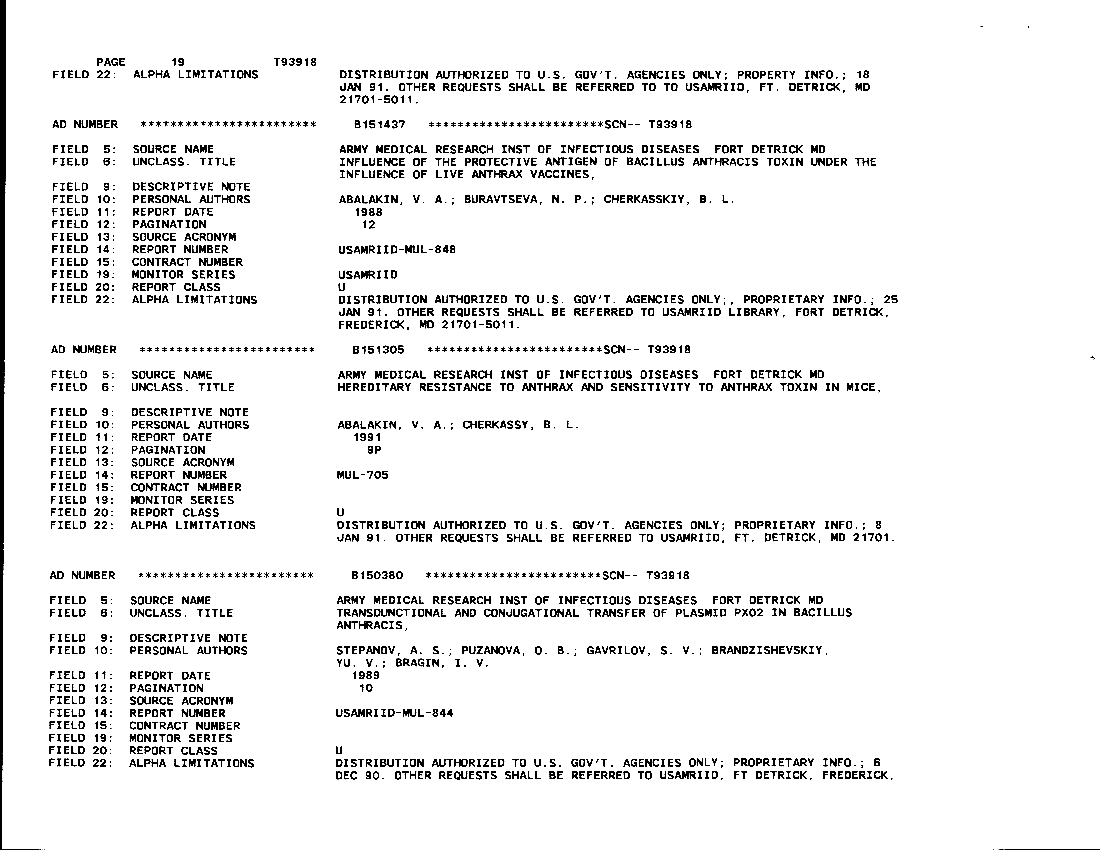 PAGE 19 T93918
FIELD 22: ALPHA LIMITATIONS DISTRIBUTION AUTHORIZED TO U.S. GOV'T. AGENCIES ONLY; PROPERTY INFO.; 18
JAN 91. OTHER REQUESTS SHALL BE REFERRED TO TO USAMRIID, FT. DETRICK, MD
21701-5011.
AD NUMBER ************************ B151437 ************************SCN-- T93918
FIELD 5: SOURCE NAME ARMY MEDICAL RESEARCH INST OF INFECTIOUS DISEASES FORT DETRICK MD
FIELD 6: UNCLASS. TITLE INFLUENCE OF THE PROTECTIVE ANTIGEN OF BACILLUS ANTHRACIS TOXIN UNDER THE
INFLUENCE OF LIVE ANTHRAX VACCINES,
FIELD 9: DESCRIPTIVE NOTE
FIELD 10: PERSONAL AUTHORS ABALAKIN, V. A.; BURAVTSEVA, N. P.; CHERKASSKIY, B. L.
FIELD 11: REPORT DATE 1988
FIELD 12: PAGINATION 12
FIELD 13: SOURCE ACRONYM
FIELD 14: REPORT NUMBER USAMRIID-MUL-848
FIELD 15: CONTRACT NUMBER
FIELD 19: MONITOR SERIES USAMRIID
FIELD 20: REPORT CLASS U
FIELD 22: ALPHA LIMITATIONS DISTRIBUTION AUTHORIZED TO U.S. GOV'T. AGENCIES ONLY;, PROPRIETARY INFO.; 25
JAN 91. OTHER REQUESTS SHALL BE REFERRED TO USAMRIID LIBRARY, FORT DETRICK,
FREDERICK, MD 21701-5011.
AD NUMBER ************************ B151305 ************************SCN-- T93918
FIELD 5: SOURCE NAME ARMY MEDICAL RESEARCH INST OF INFECTIOUS DISEASES FORT DETRICK MD
FIELD 6: UNCLASS. TITLE HEREDITARY RESISTANCE TO ANTHRAX AND SENSITIVITY TO ANTHRAX TOXIN IN MICE,
FIELD 9: DESCRIPTIVE NOTE
FIELD 10: PERSONAL AUTHORS ABALAKIN, V. A.; CHERKASSY, B. L.
FIELD 11: REPORT DATE 1991
FIELD 12: PAGINATION 9P
FIELD 13: SOURCE ACRONYM
FIELD 14: REPORT NUMBER MUL-705
FIELD 15: CONTRACT NUMBER
FIELD 19: MONITOR SERIES
FIELD 20: REPORT CLASS U
FIELD 22: ALPHA LIMITATIONS DISTRIBUTION AUTHORIZED TO U.S. GOV'T. AGENCIES ONLY; PROPRIETARY INFO.; 8
JAN 91. OTHER REQUESTS SHALL BE REFERRED TO USAMRIID, FT. DETRICK, MD 21701.
AD NUMBER ************************ B150380 ************************SCN-- T93918
FIELD 5: SOURCE NAME ARMY MEDICAL RESEARCH INST OF INFECTIOUS DISEASES FORT DETRICK MD
FIELD 6: UNCLASS. TITLE TRANSDUNCTIONAL AND CONJUGATIONAL TRANSFER OF PLASMID PXO2 IN BACILLUS
ANTHRACIS,
FIELD 9: DESCRIPTIVE NOTE
FIELD 10: PERSONAL AUTHORS STEPANOV, A. S.; PUZANOVA, O. B.; GAVRILOV, S. V.; BRANDZISHEVSKIY,
YU. V.; BRAGIN, I. V.
FIELD 11: REPORT DATE 1989
FIELD 12: PAGINATION 10
FIELD 13: SOURCE ACRONYM
FIELD 14: REPORT NUMBER USAMRIID-MUL-844
FIELD 15: CONTRACT NUMBER
FIELD 19: MONITOR SERIES
FIELD 20: REPORT CLASS U
FIELD 22: ALPHA LIMITATIONS DISTRIBUTION AUTHORIZED TO U.S. GOV'T. AGENCIES ONLY; PROPRIETARY INFO.; 6
DEC 90. OTHER REQUESTS SHALL BE REFERRED TO USAMRIID, FT DETRICK, FREDERICK,